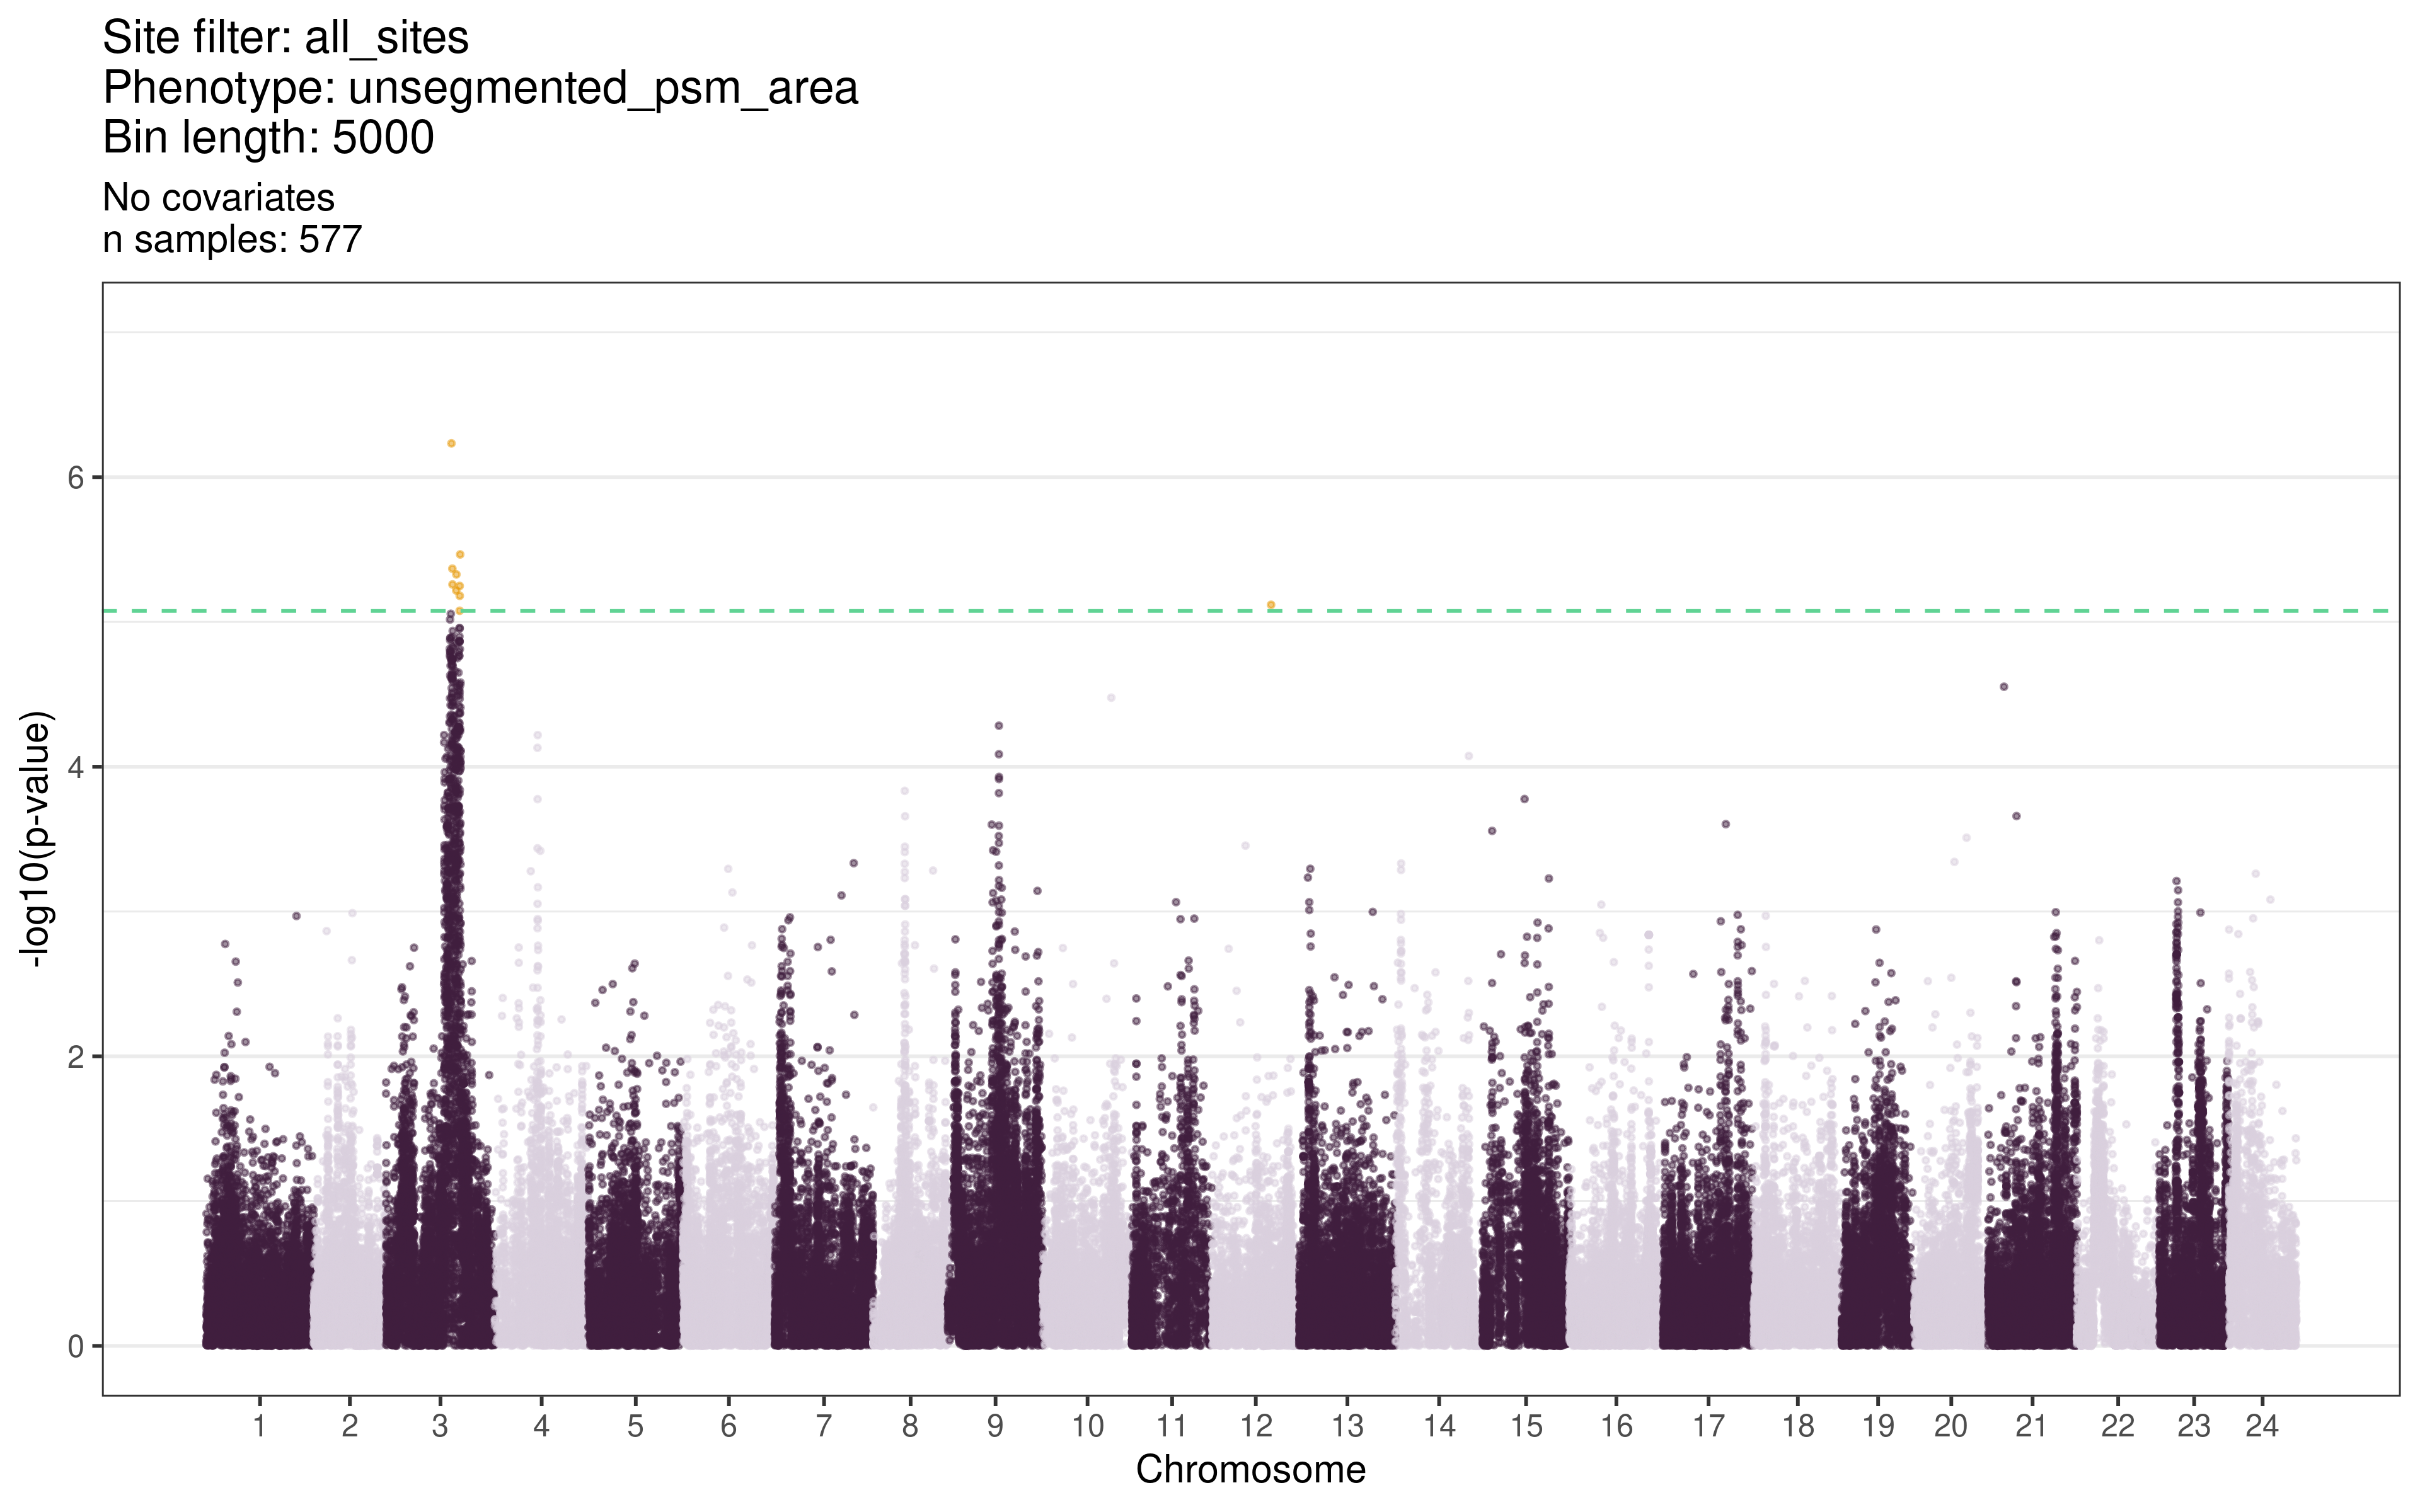 Site filter: all_sites
Phenotype: unsegmented_psm_area
Bin length: 5000
No covariates
n samples: 577
-log10(p-value)
6
4
2
0
1 2 3 4 5 6 7 8 9 10 11 12 13 14 15 16 17 18 19 20 21 22 23 24
Chromosome